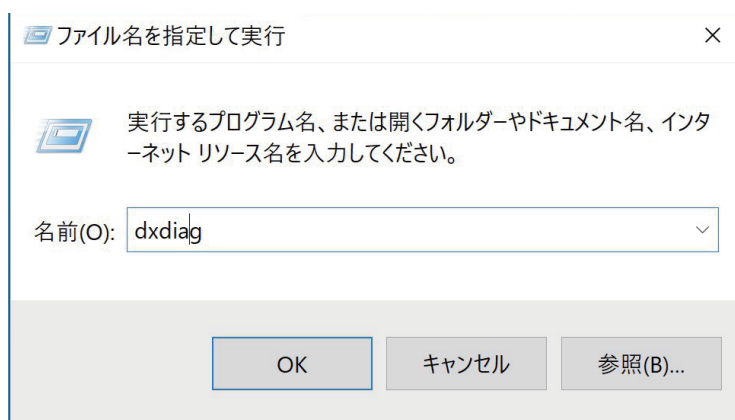 ファイル名を指定して実行
実行するプログラム名、または開くフォルダーやドキュメント名、インタ
ーネット リソース名を入力してください。
名前(O): dxdiag
OK キャンセル 参照(B)...